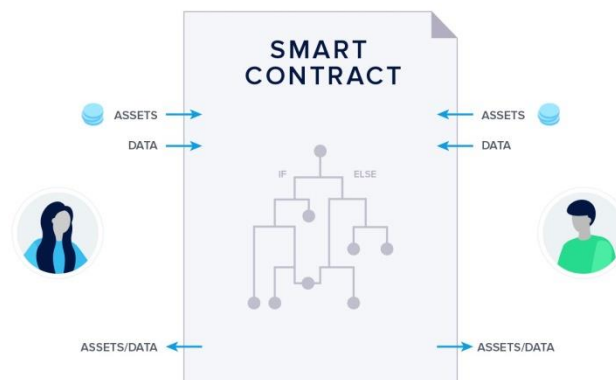 SMART
CONTRACT
ASSETS
ASSETS
DATA
DATA
IF
ELSE
ASSETS/DATA
ASSETS/DATA